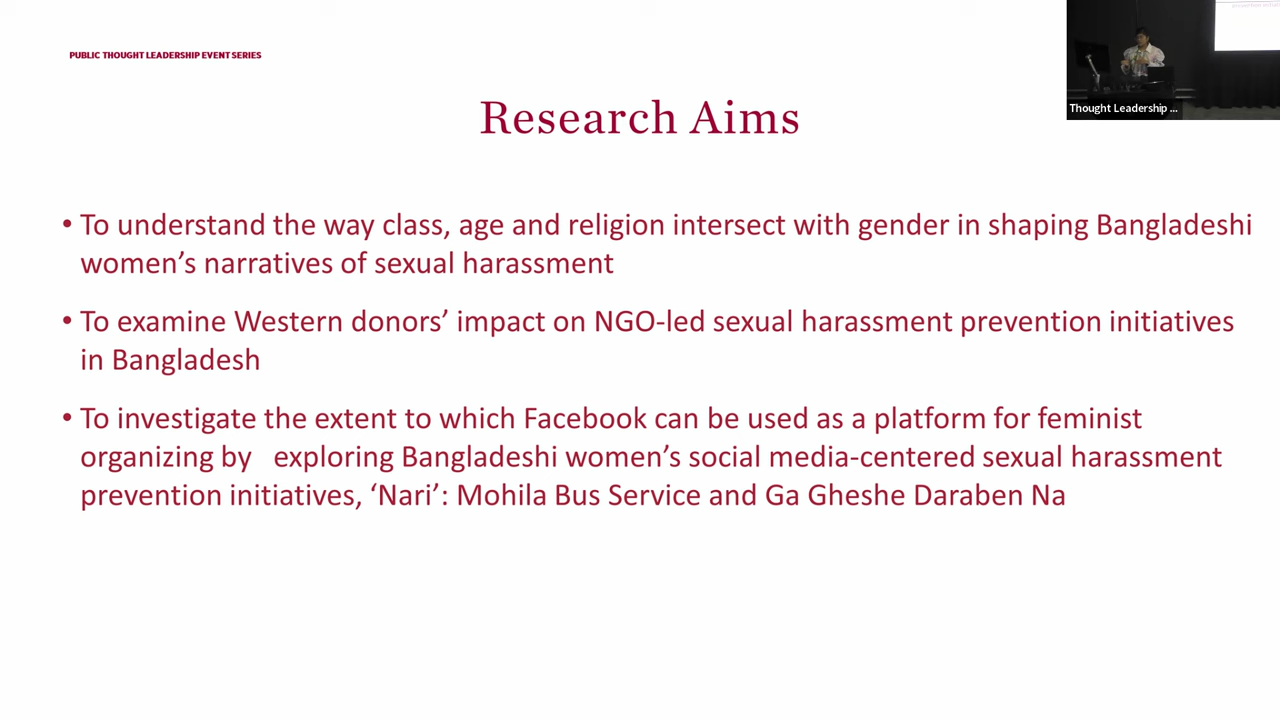 PUBLIC THOUGHT LEADERSHIP EVENT SERIES
Thought Leadership ...
Research Aims
• To understand the way class, age and religion intersect with gender in shaping Bangladeshi
women’s narratives of sexual harassment
• To examine Western donors’ impact on NGO-led sexual harassment prevention initiatives
in Bangladesh
• To investigate the extent to which Facebook can be used as a platform for feminist
organizing by exploring Bangladeshi women’s social media-centered sexual harassment
prevention initiatives, ‘Nari’: Mohila Bus Service and Ga Gheshe Daraben Na